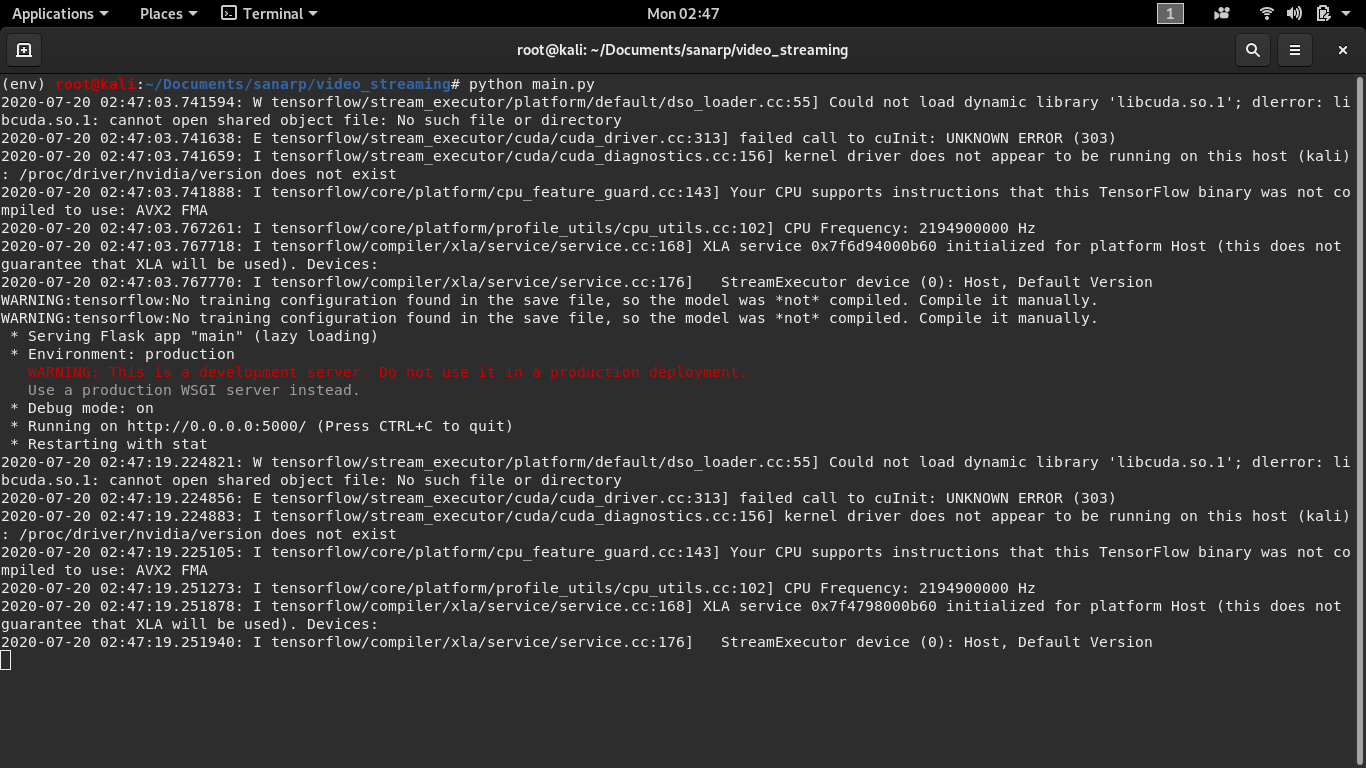 Applications Places Terminal Mon 02:47 1
root@kali: ~/Documents/sanarp/video_streaming
(env) root@kali:~/Documents/sanarp/video_streaming# python main.py
2020-07-20 02:47:03.741594: W tensorflow/stream_executor/platform/default/dso_loader.cc:55] Could not load dynamic library 'libcuda.so.1'; dlerror: li
bcuda.so.1: cannot open shared object file: No such file or directory
2020-07-20 02:47:03.741638: E tensorflow/stream_executor/cuda/cuda_driver.cc:313] failed call to cuInit: UNKNOWN ERROR (303)
2020-07-20 02:47:03.741659: I tensorflow/stream_executor/cuda/cuda_diagnostics.cc:156] kernel driver does not appear to be running on this host (kali)
: /proc/driver/nvidia/version does not exist
2020-07-20 02:47:03.741888: I tensorflow/core/platform/cpu_feature_guard.cc:143] Your CPU supports instructions that this TensorFlow binary was not co
mpiled to use: AVX2 FMA
2020-07-20 02:47:03.767261: I tensorflow/core/platform/profile_utils/cpu_utils.cc:102] CPU Frequency: 2194900000 Hz
2020-07-20 02:47:03.767718: I tensorflow/compiler/xla/service/service.cc:168] XLA service 0x7f6d94000b60 initialized for platform Host (this does not
guarantee that XLA will be used). Devices:
2020-07-20 02:47:03.767770: I tensorflow/compiler/xla/service/service.cc:176]   StreamExecutor device (0): Host, Default Version
WARNING:tensorflow:No training configuration found in the save file, so the model was *not* compiled. Compile it manually.
WARNING:tensorflow:No training configuration found in the save file, so the model was *not* compiled. Compile it manually.
 * Serving Flask app "main" (lazy loading)
 * Environment: production
   WARNING: This is a development server. Do not use it in a production deployment.
   Use a production WSGI server instead.
 * Debug mode: on
 * Running on http://0.0.0.0:5000/ (Press CTRL+C to quit)
 * Restarting with stat
2020-07-20 02:47:19.224821: W tensorflow/stream_executor/platform/default/dso_loader.cc:55] Could not load dynamic library 'libcuda.so.1'; dlerror: li
bcuda.so.1: cannot open shared object file: No such file or directory
2020-07-20 02:47:19.224856: E tensorflow/stream_executor/cuda/cuda_driver.cc:313] failed call to cuInit: UNKNOWN ERROR (303)
2020-07-20 02:47:19.224883: I tensorflow/stream_executor/cuda/cuda_diagnostics.cc:156] kernel driver does not appear to be running on this host (kali)
: /proc/driver/nvidia/version does not exist
2020-07-20 02:47:19.225105: I tensorflow/core/platform/cpu_feature_guard.cc:143] Your CPU supports instructions that this TensorFlow binary was not co
mpiled to use: AVX2 FMA
2020-07-20 02:47:19.251273: I tensorflow/core/platform/profile_utils/cpu_utils.cc:102] CPU Frequency: 2194900000 Hz
2020-07-20 02:47:19.251878: I tensorflow/compiler/xla/service/service.cc:168] XLA service 0x7f4798000b60 initialized for platform Host (this does not
guarantee that XLA will be used). Devices:
2020-07-20 02:47:19.251940: I tensorflow/compiler/xla/service/service.cc:176]   StreamExecutor device (0): Host, Default Version